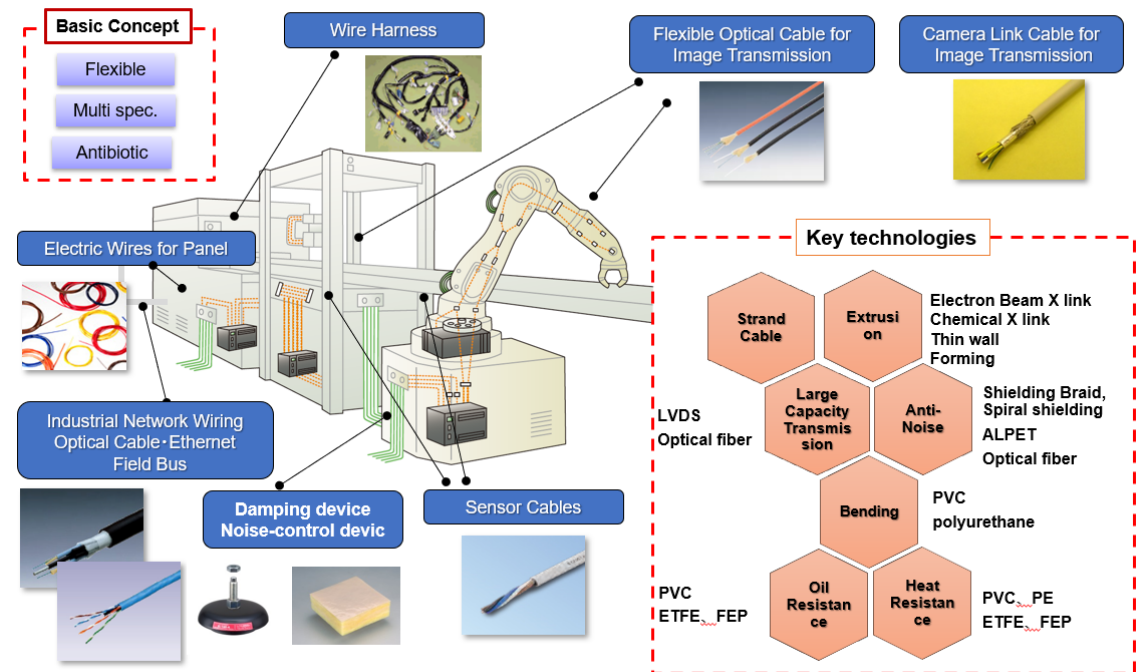 Basic Concept
Flexible
Multi spec.
Antibiotic
Wire Harness
Flexible Optical Cable for
Image Transmission
Camera Link Cable for
Image Transmission
Electric Wires for Panel
Industrial Network Wiring
Optical Cable・Ethernet
Field Bus
Damping device
Noise-control devic
Sensor Cables
Key technologies
Strand
Cable
Extrusi
on
Electron Beam X link
Chemical X link
Thin wall
Forming
LVDS
Optical fiber
Large
Capacity
Transmis
sion
Anti-
Noise
Shielding Braid,
Spiral shielding
ALPET
Optical fiber
Bending
PVC
polyurethane
PVC
ETFE、FEP
Oil
Resistan
ce
Heat
Resistan
ce
PVC、PE
ETFE、FEP